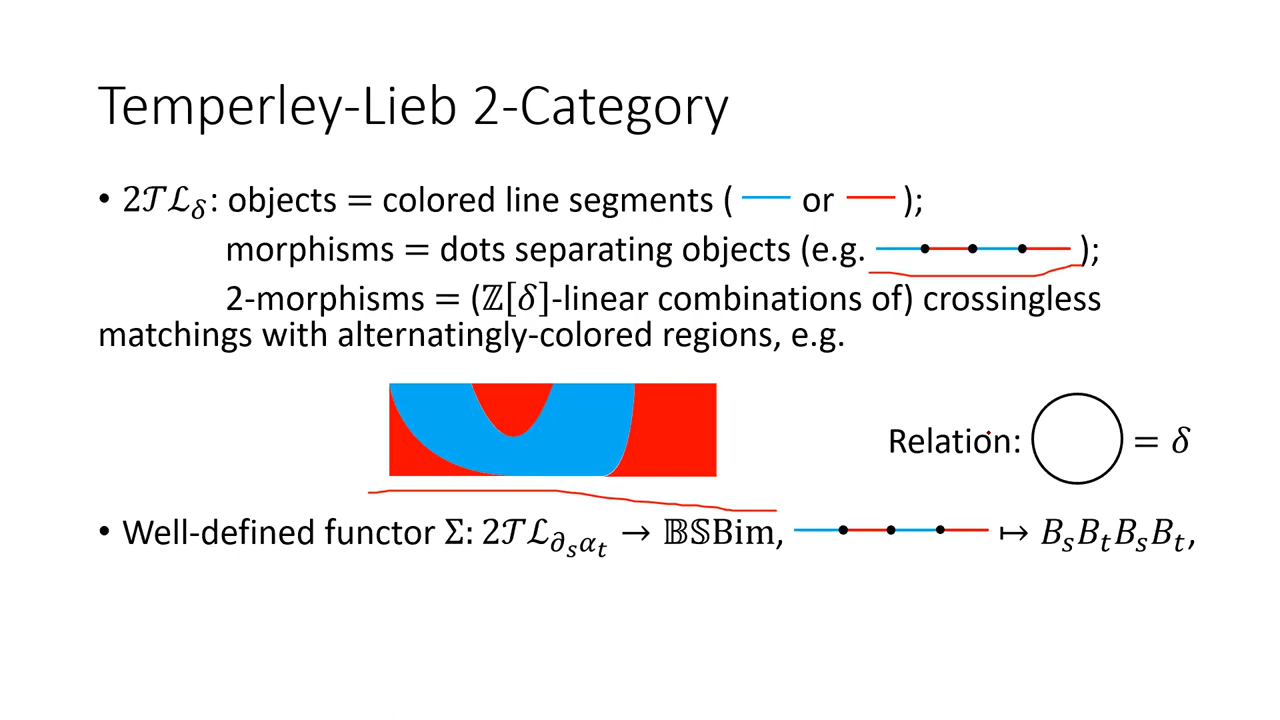 Temperley-Lieb 2-Category
• 2𝒯ℒ_δ: objects = colored line segments ( or );
morphisms = dots separating objects (e.g. );
2-morphisms = (ℤ[δ]-linear combinations of) crossingless
matchings with alternatingly-colored regions, e.g.
Relation: = δ
• Well-defined functor Σ: 2𝒯ℒ_{∂_sα_t} → 𝔹𝕊Bim, ↦ B_sB_tB_sB_t,